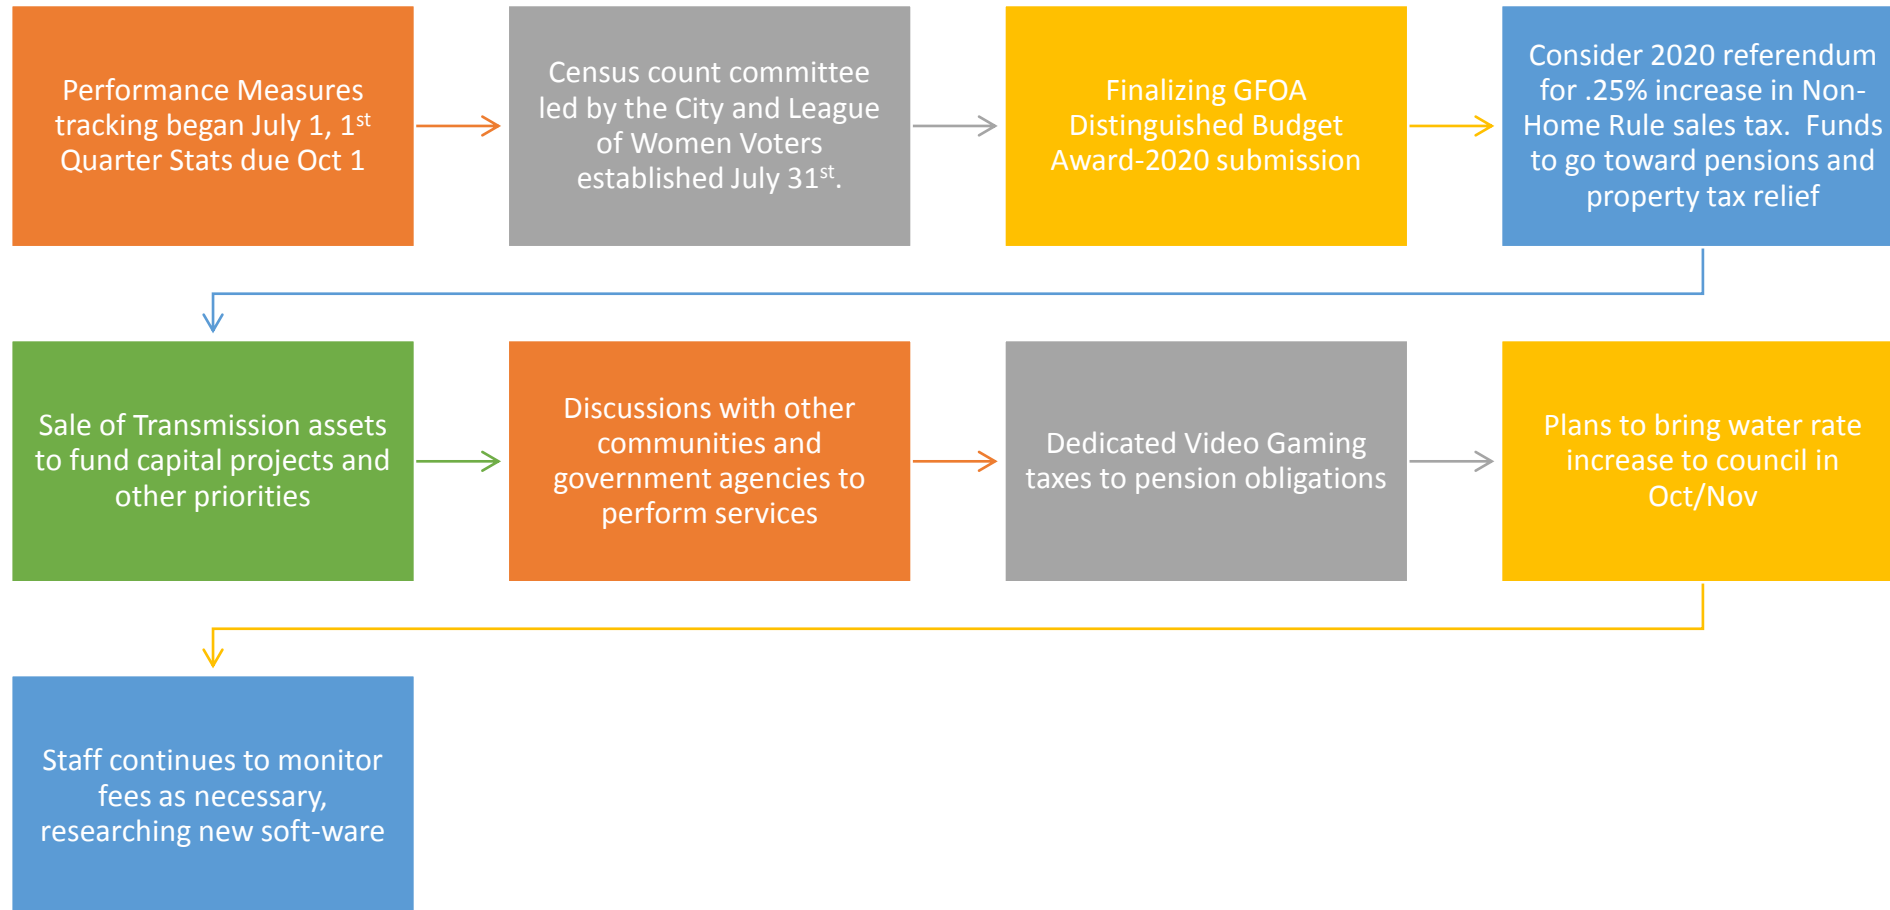 Performance Measures
tracking began July 1, 1st
Quarter Stats due Oct 1
Census count committee
led by the City and League
of Women Voters
established July 31st.
Finalizing GFOA
Distinguished Budget
Award-2020 submission
Consider 2020 referendum
for .25% increase in Non-
Home Rule sales tax.  Funds
to go toward pensions and
property tax relief
Sale of Transmission assets
to fund capital projects and
other priorities
Discussions with other
communities and
government agencies to
perform services
Dedicated Video Gaming
taxes to pension obligations
Plans to bring water rate
increase to council in
Oct/Nov
Staff continues to monitor
fees as necessary,
researching new soft-ware